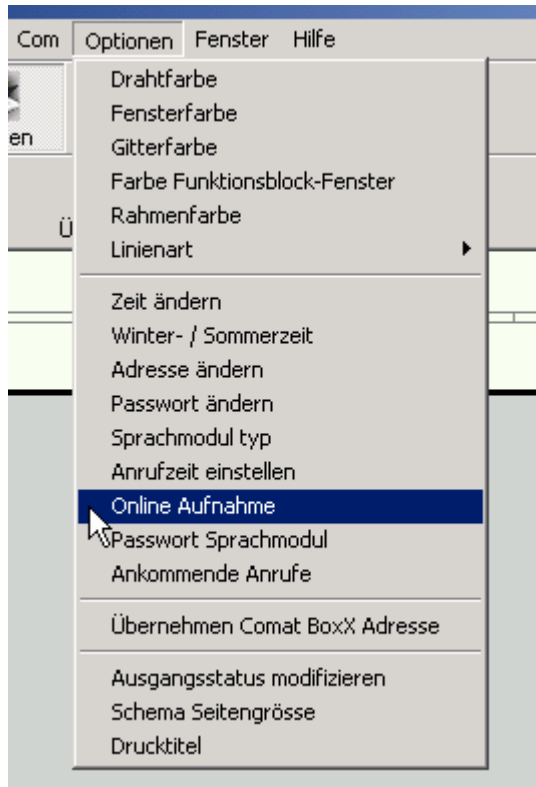 Com Optionen Fenster Hilfe
Drahtfarbe
Fensterfarbe
en
Gitterfarbe
Farbe Funktionsblock-Fenster
Rahmenfarbe
Ü
Linienart
Zeit ändern
Winter- / Sommerzeit
Adresse ändern
Passwort ändern
Sprachmodul typ
Anrufzeit einstellen
Online Aufnahme
Passwort Sprachmodul
Ankommende Anrufe
Übernehmen Comat BoxX Adresse
Ausgangsstatus modifizieren
Schema Seitengrösse
Drucktitel